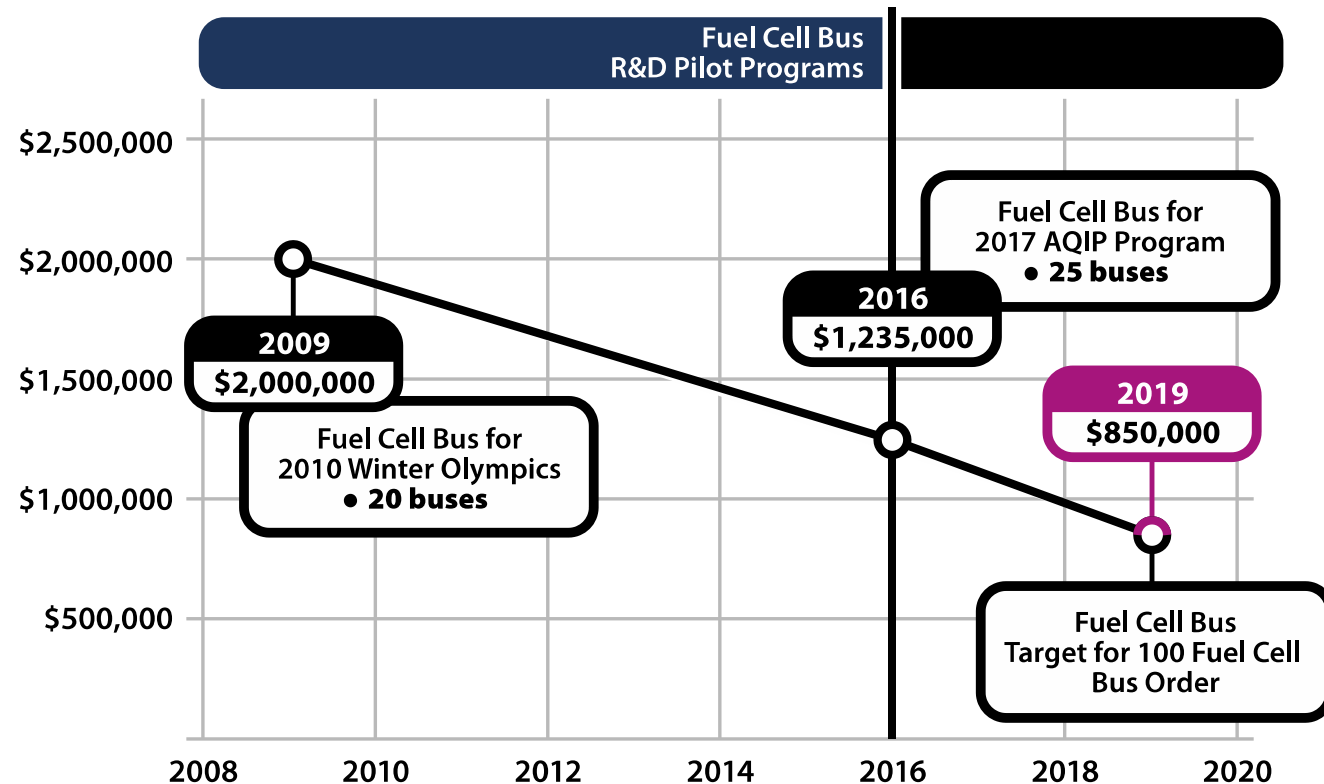 Fuel Cell Bus
R&D Pilot Programs
$2,500,000
$2,000,000
$1,500,000
$1,000,000
$500,000
2009
$2,000,000
Fuel Cell Bus for
2010 Winter Olympics
• 20 buses
2016
$1,235,000
Fuel Cell Bus for
2017 AQIP Program
• 25 buses
2019
$850,000
Fuel Cell Bus
Target for 100 Fuel Cell
Bus Order
2008 2010 2012 2014 2016 2018 2020